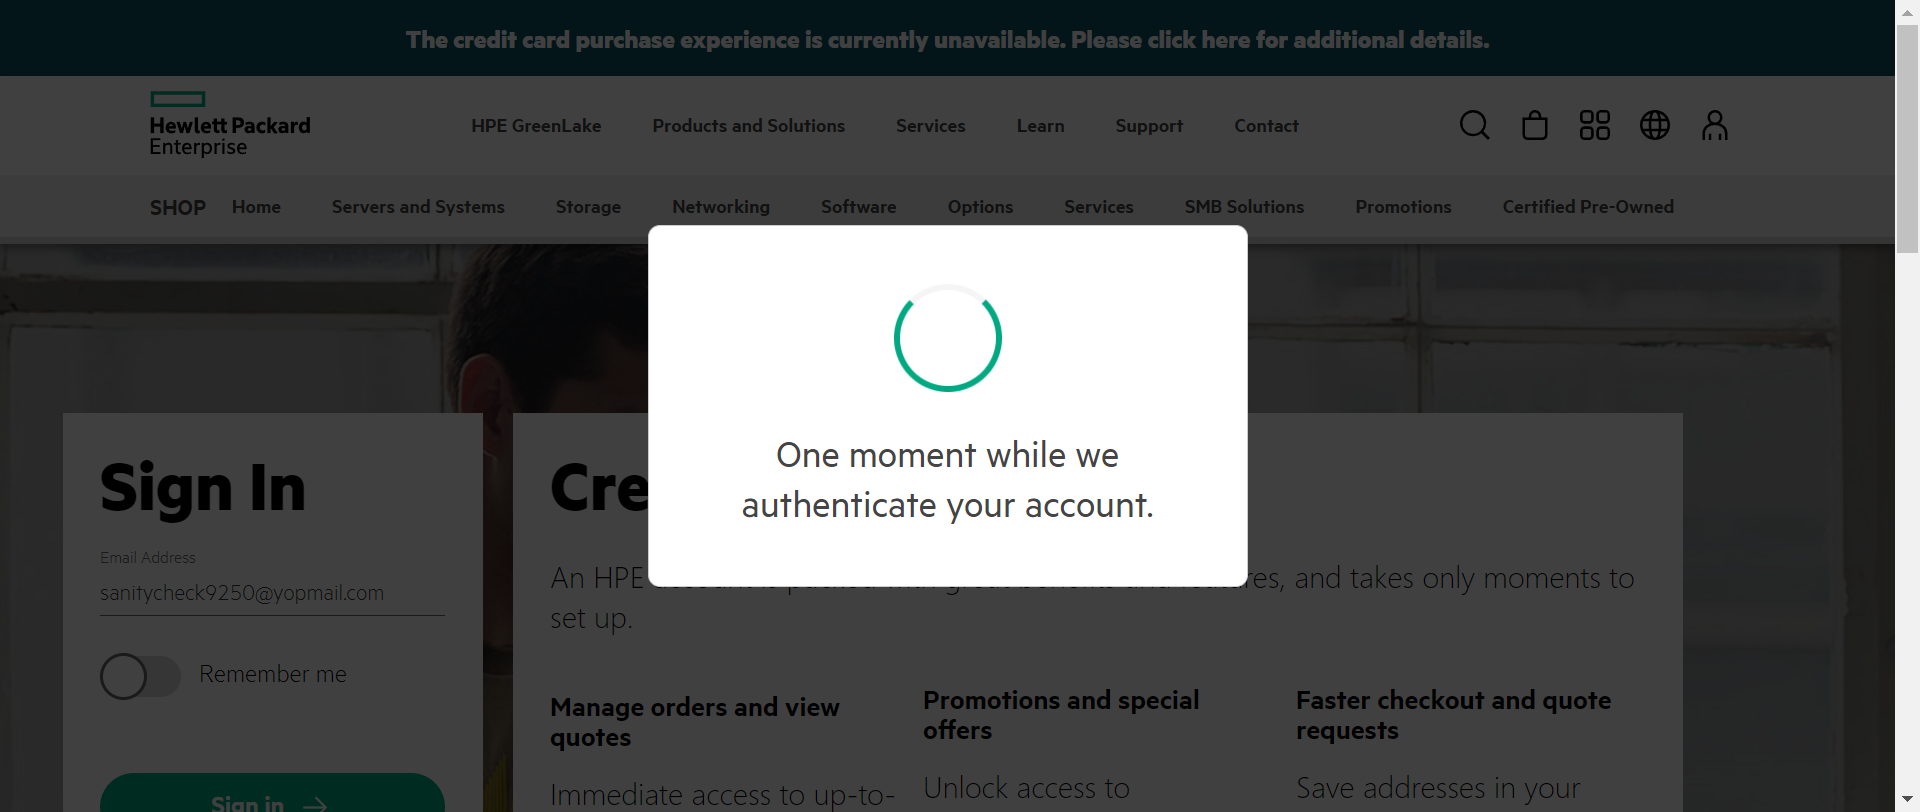 The credit card purchase experience is currently unavailable. Please click here for additional details.
Hewlett Packard
Enterprise
HPE GreenLake Products and Solutions Services Learn Support Contact
SHOP Home Servers and Systems Storage Networking Software Options Services SMB Solutions Promotions Certified Pre-Owned
One moment while we
authenticate your account.
Sign In
Email Address
sanitycheck9250@yopmail.com
Remember me
Sign in
An HPE and takes only moments to
set up.
Manage orders and view
quotes
Immediate access to up-to-
Promotions and special
offers
Unlock access to
Faster checkout and quote
requests
Save addresses in your